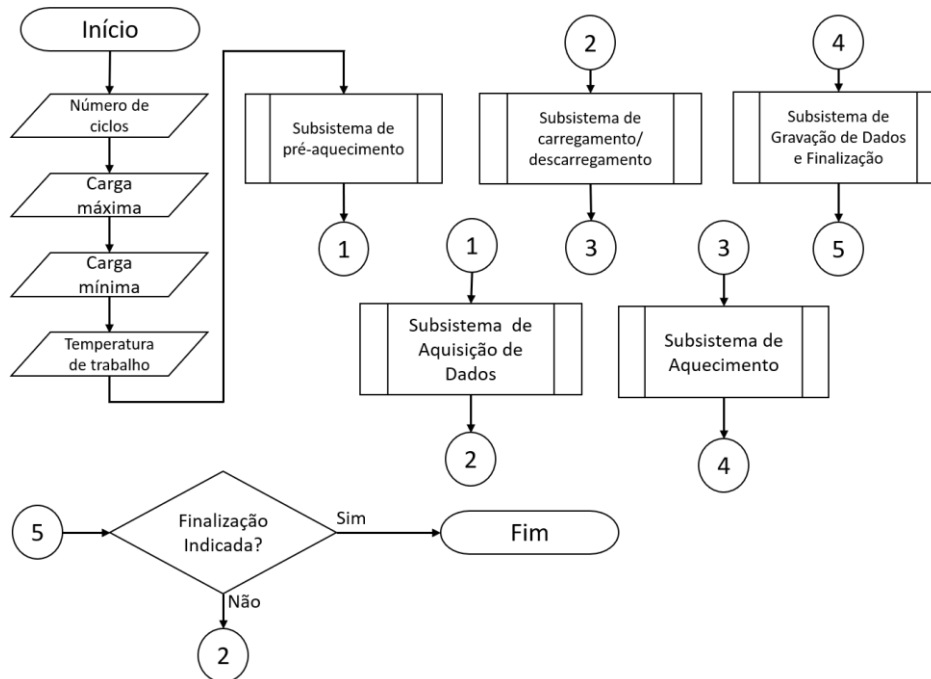 Início
Número de
ciclos
Carga
máxima
Carga
mínima
Temperatura
de trabalho
Subsistema de
pré-aquecimento
1
2
Subsistema de
carregamento/
descarregamento
3
4
Subsistema de
Gravação de Dados
e Finalização
5
1
Subsistema de
Aquisição de
Dados
2
3
Subsistema de
Aquecimento
4
5
Finalização
Indicada?
Sim
Fim
Não
2